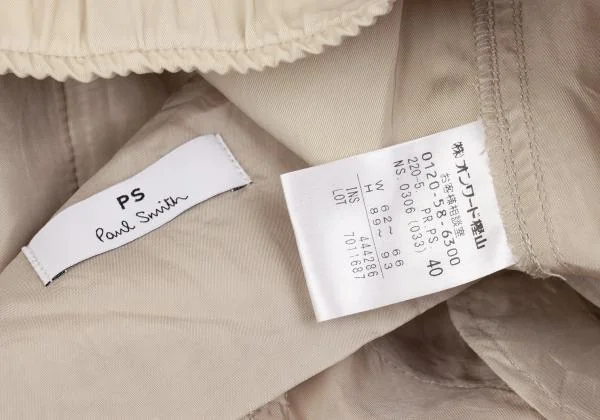 PS
Paul Smith
㈱オンワード樫山
お客様相談室
0120-58-6300
220-5. PR.PS. 40
NS.0306 (033)
W 62~ 66
H 89~ 93
INS 444286
LOT 7011687